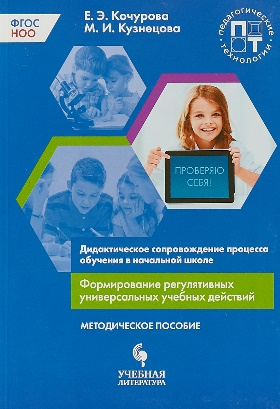 ФГОС
НОО
Е. Э. Кочурова
М. И. Кузнецова
педагогические
ПТ
технологии
ПРОВЕРЯЮ
СЕБЯ!
Дидактическое сопровождение процесса
обучения в начальной школе
Формирование регулятивных
универсальных учебных действий
МЕТОДИЧЕСКОЕ ПОСОБИЕ
УЧЕБНАЯ
ЛИТЕРАТУРА